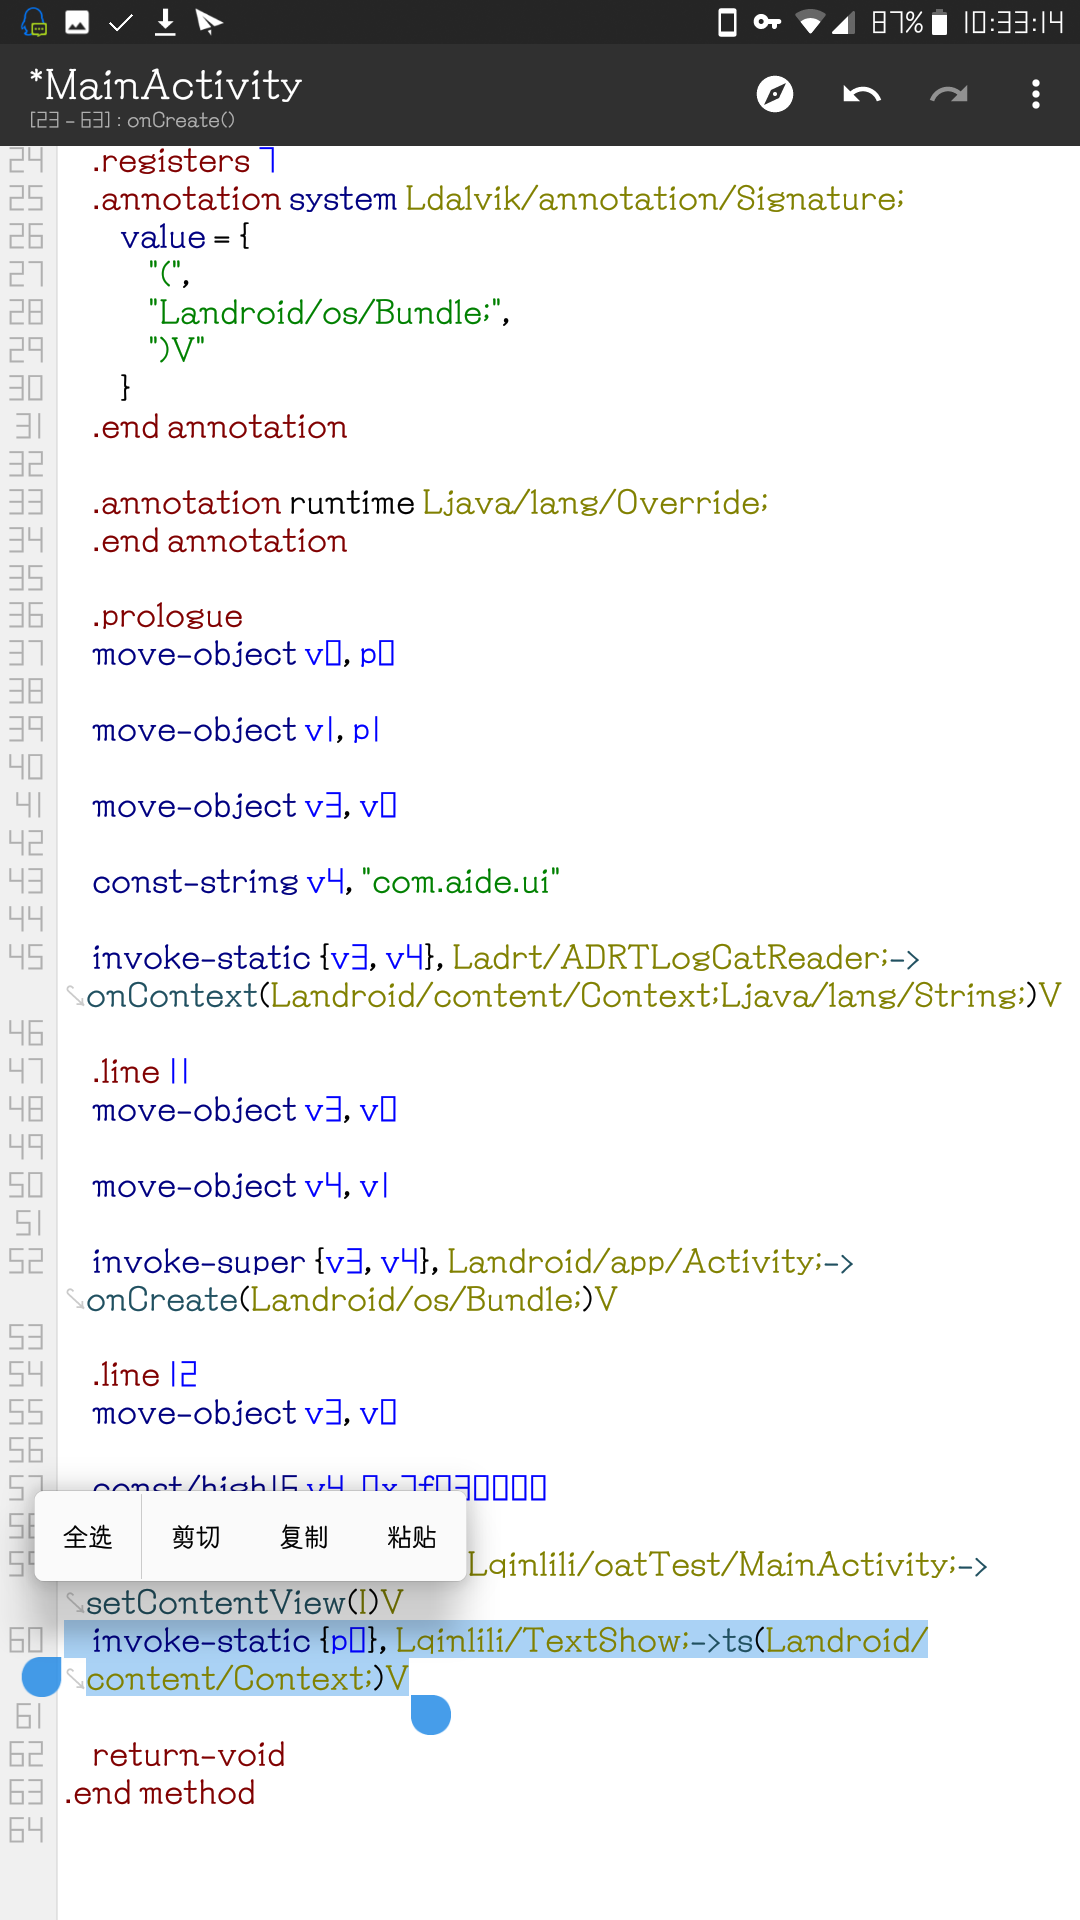 87% 10:33:14
*MainActivity
[23 - 63] : onCreate()
24 .registers 7
25 .annotation system Ldalvik/annotation/Signature;
26 value = {
27 "(",
28 "Landroid/os/Bundle;",
29 ")V"
30 }
31 .end annotation
32
33 .annotation runtime Ljava/lang/Override;
34 .end annotation
35
36 .prologue
37 move-object v0, p0
38
39 move-object v1, p1
40
41 move-object v3, v0
42
43 const-string v4, "com.aide.ui"
44
45 invoke-static {v3, v4}, Ladrt/ADRTLogCatReader;->
onContext(Landroid/content/Context;Ljava/lang/String;)V
46
47 .line 11
48 move-object v3, v0
49
50 move-object v4, v1
51
52 invoke-super {v3, v4}, Landroid/app/Activity;->
onCreate(Landroid/os/Bundle;)V
53
54 .line 12
55 move-object v3, v0
56
57 const/high16 v4, 0x7f030000
58
全选 剪切 复制 粘贴
59 Lqinlili/oatTest/MainActivity;->
setContentView(I)V
60 invoke-static {p0}, Lqinlili/TextShow;->ts(Landroid/
content/Context;)V
61
62 return-void
63 .end method
64